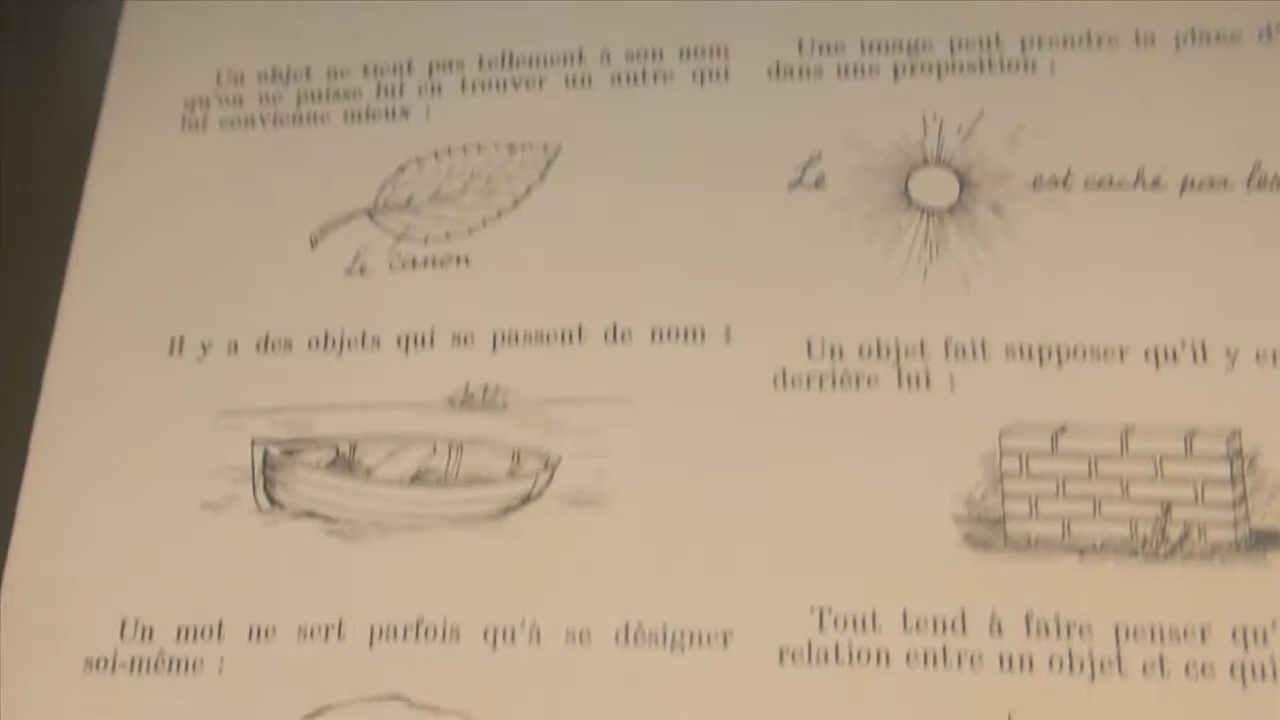 Un objet ne tient pas tellement à son nom
qu'on ne puisse lui en trouver un autre qui
lui convienne mieux :
Le canon
Il y a des objets qui se passent de nom :
Un mot ne sert parfois qu'à se désigner
soi-même :
Une image peut prendre la place d'
dans une proposition :
Le est caché par les
Un objet fait supposer qu'il y en
derrière lui :
Tout tend à faire penser qu'
relation entre un objet et ce qui